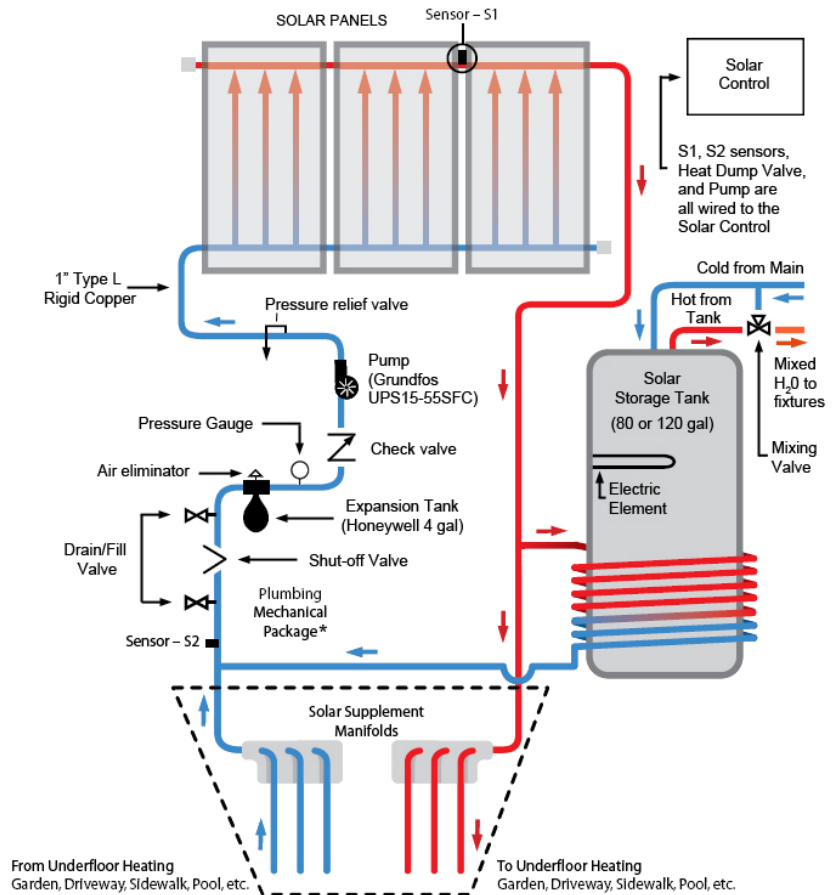 SOLAR PANELS
Sensor – S1
Solar
Control
S1, S2 sensors,
Heat Dump Valve,
and Pump are
all wired to the
Solar Control
1” Type L
Rigid Copper
Pressure relief valve
Cold from Main
Hot from
Tank
Mixed
H20 to
fixtures
Mixing
Valve
Pump
(Grundfos
UPS15-55SFC)
Solar
Storage Tank
(80 or 120 gal)
Pressure Gauge
Check valve
Air eliminator
Electric
Element
Expansion Tank
(Honeywell 4 gal)
Drain/Fill
Valve
Shut-off Valve
Plumbing
Mechanical
Package*
Sensor – S2
Solar Supplement
Manifolds
From Underfloor Heating
Garden, Driveway, Sidewalk, Pool, etc.
To Underfloor Heating
Garden, Driveway, Sidewalk, Pool, etc.